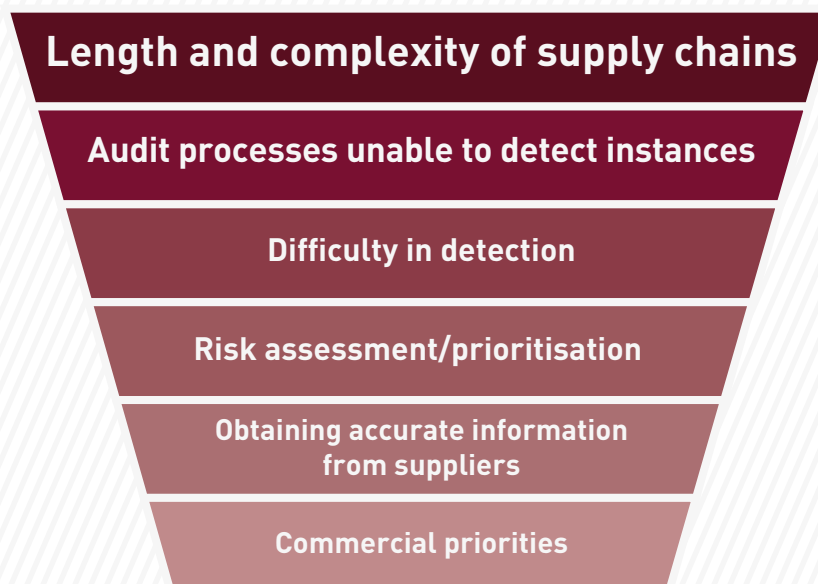 Length and complexity of supply chains
Audit processes unable to detect instances
Difficulty in detection
Risk assessment/prioritisation
Obtaining accurate information
from suppliers
Commercial priorities